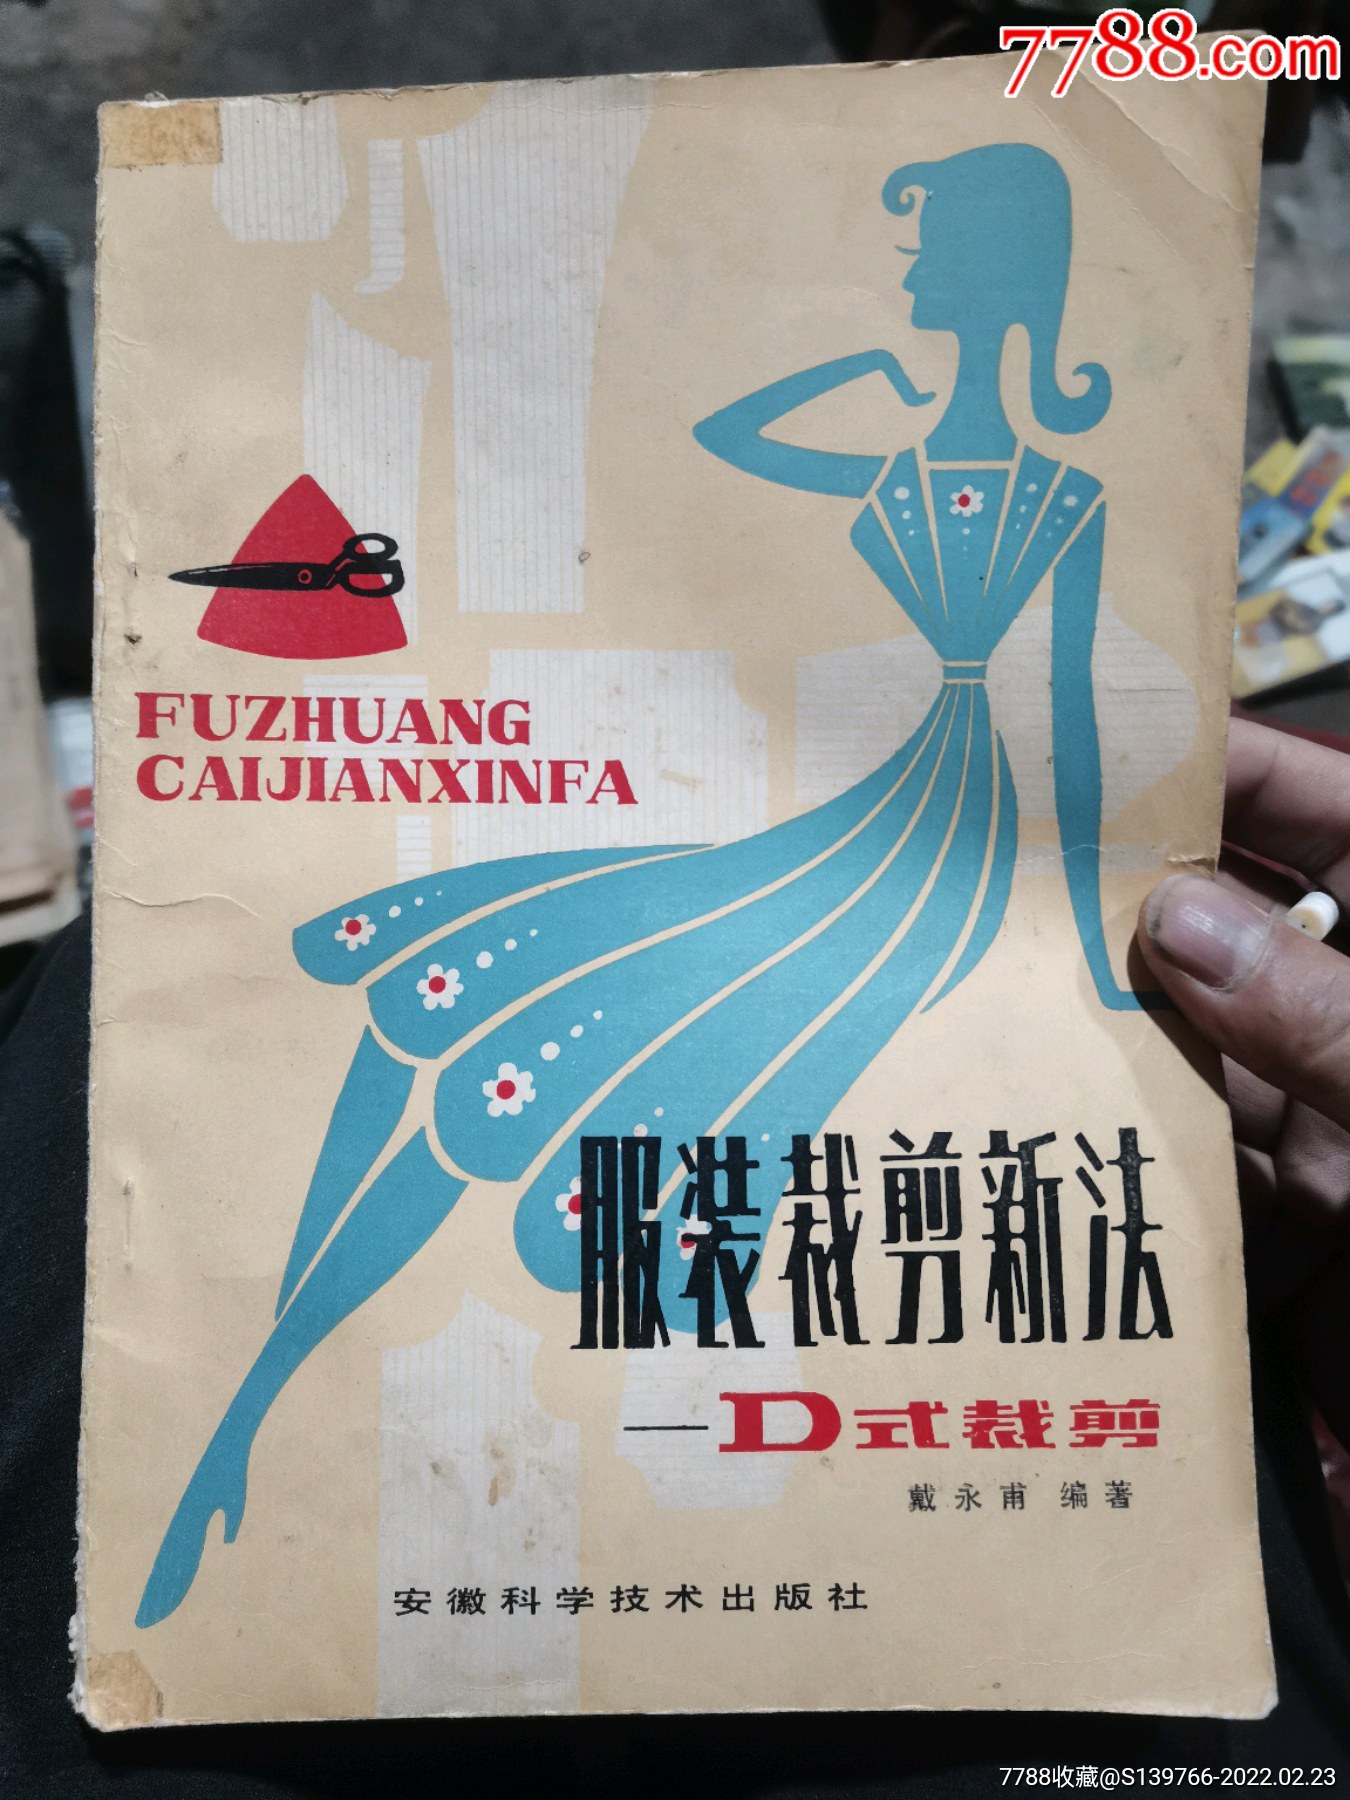 7788.com
FUZHUANG
CAIJIANXINFA
服装裁剪新法
—D式裁剪
戴永甫 编著
安徽科学技术出版社
7788收藏@S139766-2022.02.23